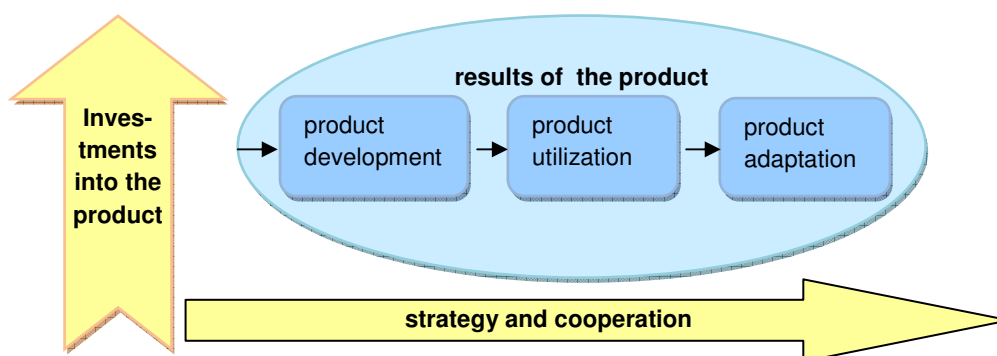 Inves-
tments
into the
product
results of the product
product
development
product
utilization
product
adaptation
strategy and cooperation